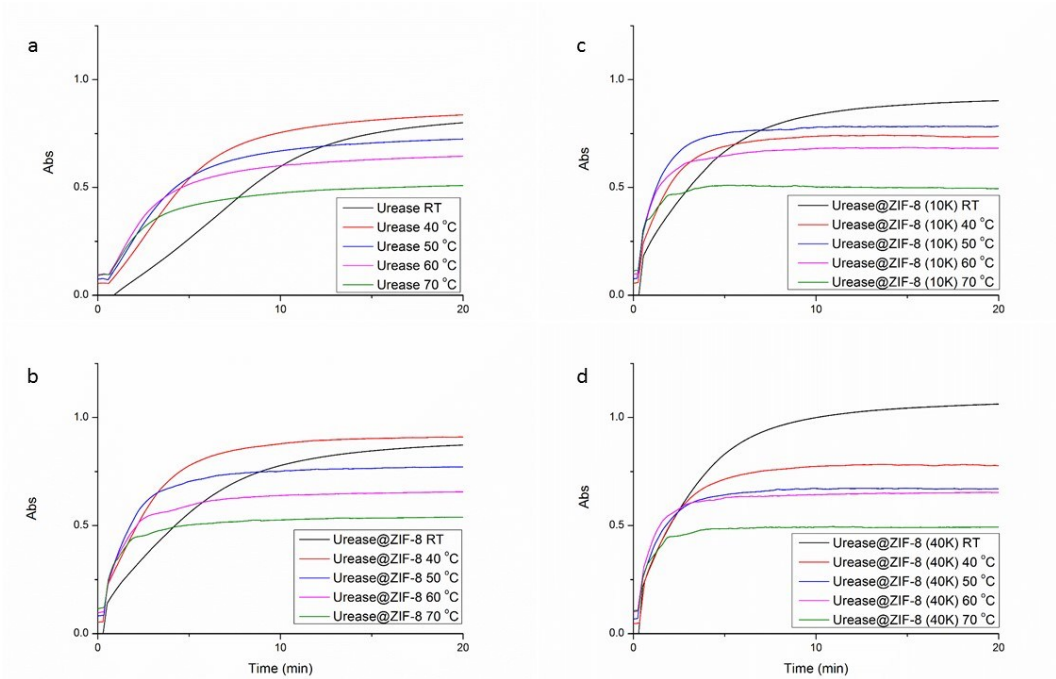 a
Abs
1.0
0.5
0.0
0
10
20
Urease RT
Urease 40 °C
Urease 50 °C
Urease 60 °C
Urease 70 °C
c
Abs
1.0
0.5
0.0
0
10
20
Urease@ZIF-8 (10K) RT
Urease@ZIF-8 (10K) 40 °C
Urease@ZIF-8 (10K) 50 °C
Urease@ZIF-8 (10K) 60 °C
Urease@ZIF-8 (10K) 70 °C
b
Abs
1.0
0.5
0.0
0
10
20
Time (min)
Urease@ZIF-8 RT
Urease@ZIF-8 40 °C
Urease@ZIF-8 50 °C
Urease@ZIF-8 60 °C
Urease@ZIF-8 70 °C
d
Abs
1.0
0.5
0.0
0
10
20
Time (min)
Urease@ZIF-8 (40K) RT
Urease@ZIF-8 (40K) 40 °C
Urease@ZIF-8 (40K) 50 °C
Urease@ZIF-8 (40K) 60 °C
Urease@ZIF-8 (40K) 70 °C